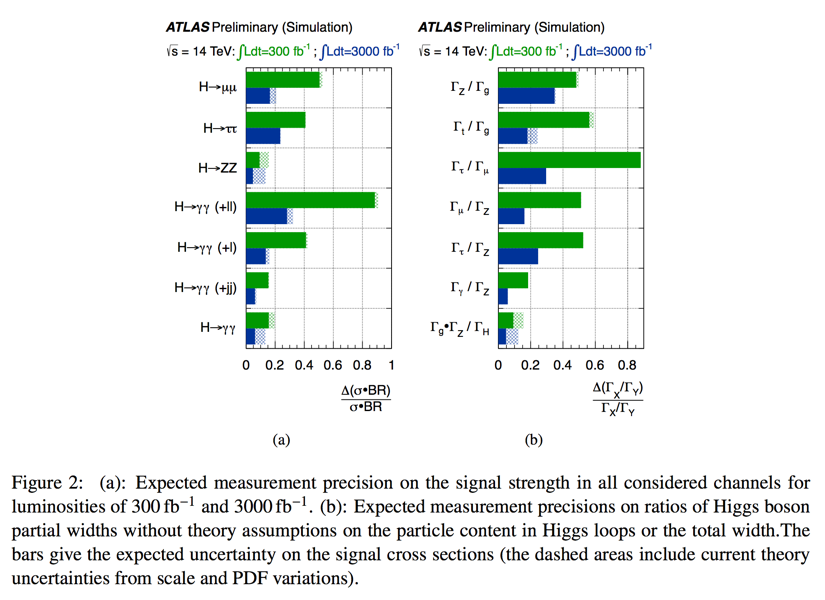 ATLAS Preliminary (Simulation)
√s = 14 TeV: ∫Ldt=300 fb⁻¹ ; ∫Ldt=3000 fb⁻¹
H→μμ
H→ττ
H→ZZ
H→γγ (+ll)
H→γγ (+l)
H→γγ (+jj)
H→γγ
0 0.2 0.4 0.6 0.8 1
Δ(σ•BR)
σ•BR
(a)
ATLAS Preliminary (Simulation)
√s = 14 TeV: ∫Ldt=300 fb⁻¹ ; ∫Ldt=3000 fb⁻¹
Γ_Z / Γ_g
Γ_t / Γ_g
Γ_τ / Γ_μ
Γ_μ / Γ_Z
Γ_τ / Γ_Z
Γ_γ / Γ_Z
Γ_g•Γ_Z / Γ_H
0 0.2 0.4 0.6 0.8
Δ(Γ_X/Γ_Y)
Γ_X/Γ_Y
(b)
Figure 2: (a): Expected measurement precision on the signal strength in all considered channels for
luminosities of 300 fb⁻¹ and 3000 fb⁻¹. (b): Expected measurement precisions on ratios of Higgs boson
partial widths without theory assumptions on the particle content in Higgs loops or the total width.The
bars give the expected uncertainty on the signal cross sections (the dashed areas include current theory
uncertainties from scale and PDF variations).